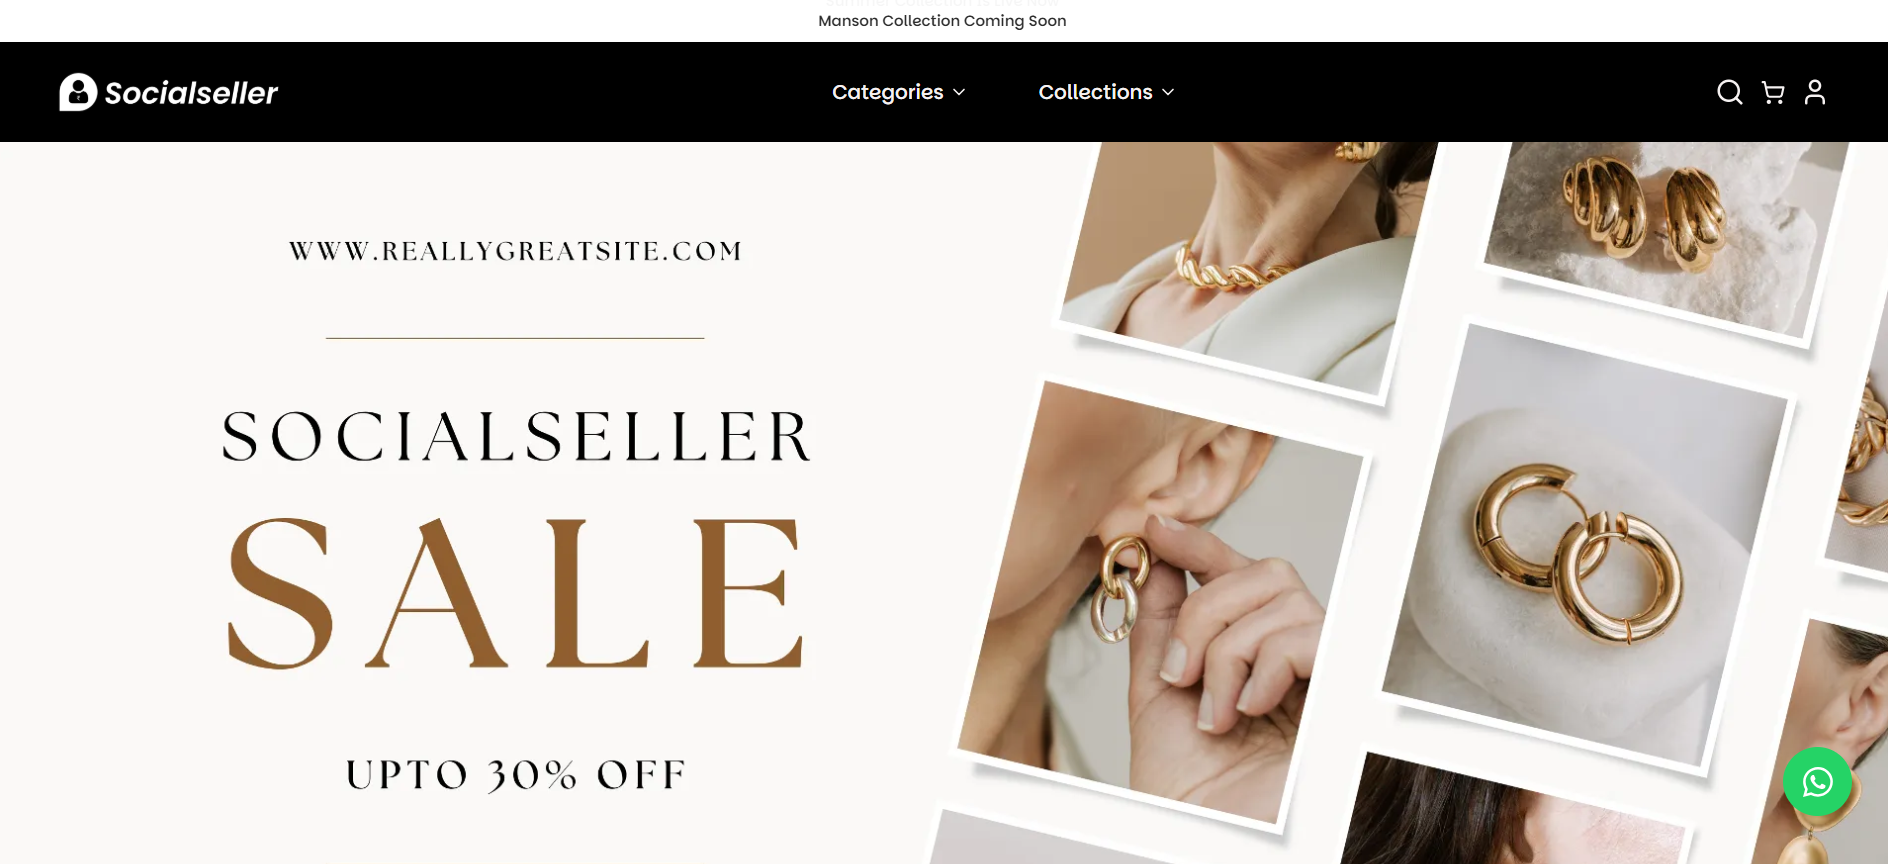 Summer Collection is Live Now
Manson Collection Coming Soon
Socialseller
Categories
Collections
WWW.REALLYGREATSITE.COM
SOCIALSELLER
SALE
UPTO 30% OFF